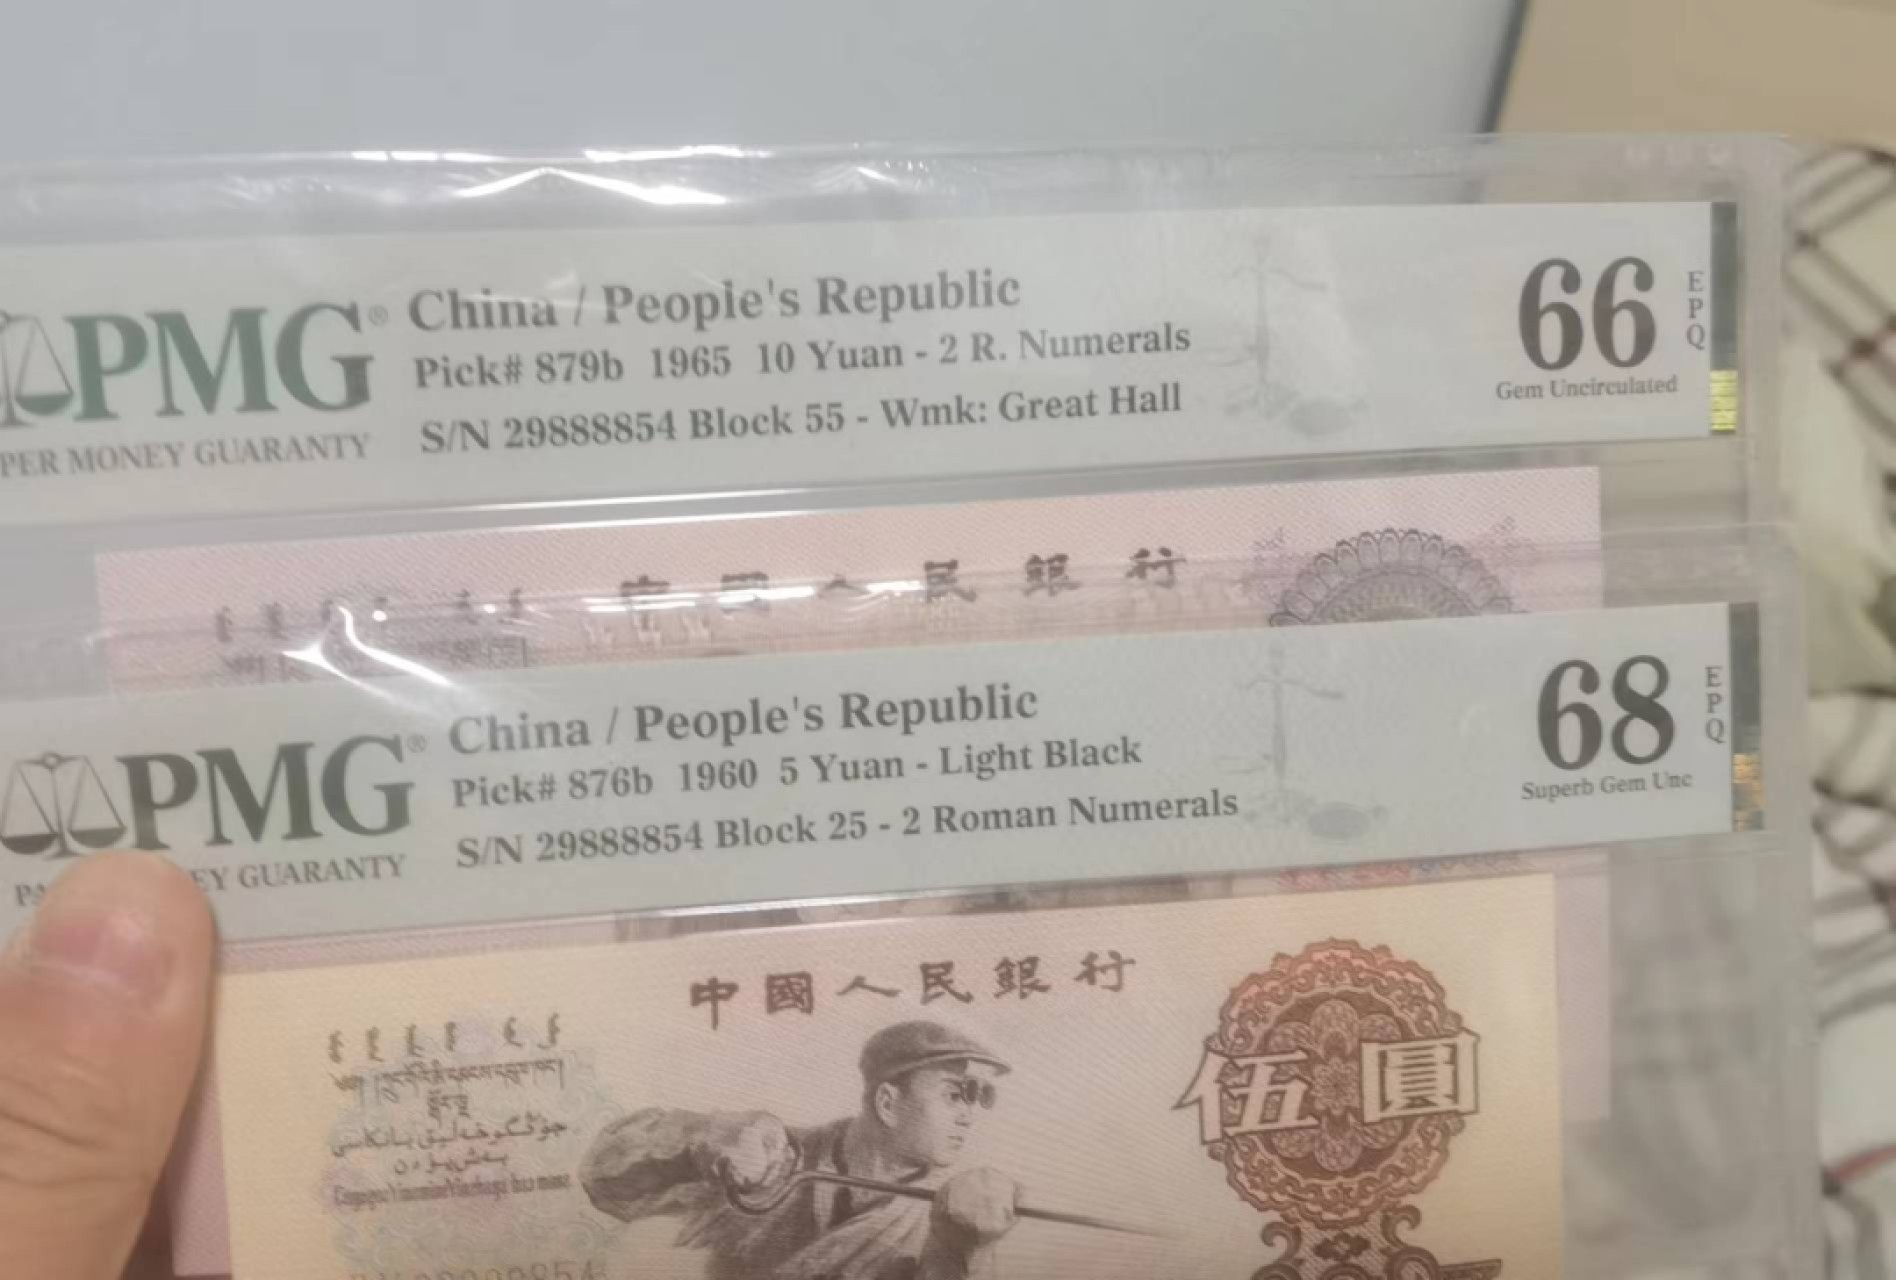 PMG®
PER MONEY GUARANTY
China / People's Republic
Pick# 879b 1965 10 Yuan - 2 R. Numerals
S/N 29888854 Block 55 - Wmk: Great Hall
66
EPQ
Gem Uncirculated
中國人民銀行
PMG®
EY GUARANTY
China / People's Republic
Pick# 876b 1960 5 Yuan - Light Black
S/N 29888854 Block 25 - 2 Roman Numerals
68
EPQ
Superb Gem Unc
中國人民銀行
伍圓